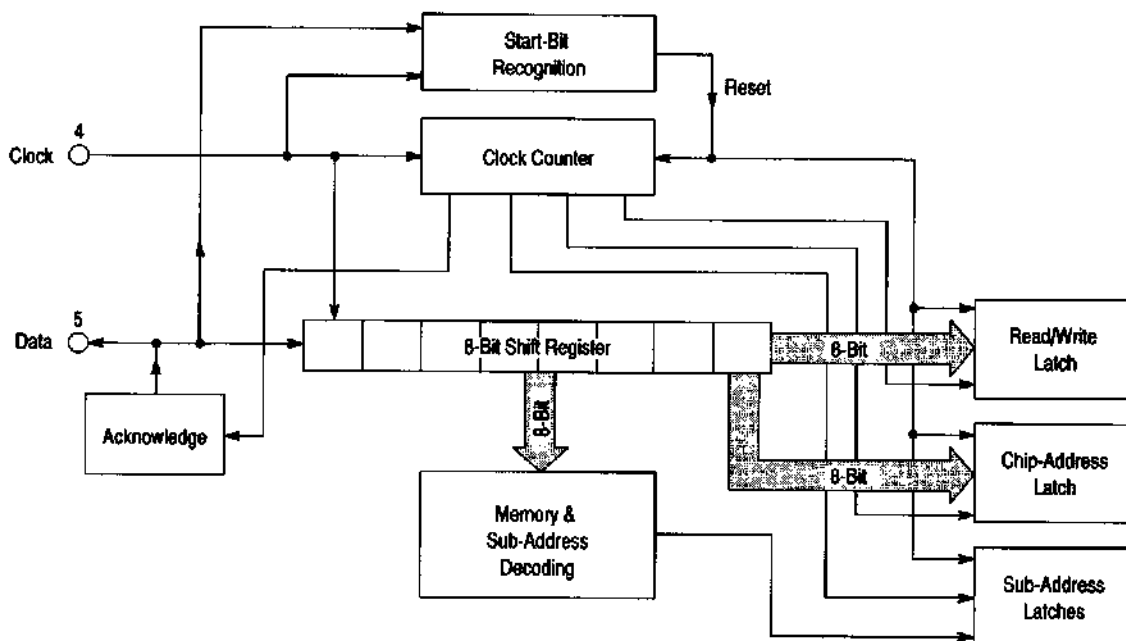 Start-Bit
Recognition
Reset
4
Clock
Clock Counter
5
Data
8-Bit Shift Register
8-Bit
Read/Write
Latch
Acknowledge
8-Bit
8-Bit
Chip-Address
Latch
Memory &
Sub-Address
Decoding
Sub-Address
Latches